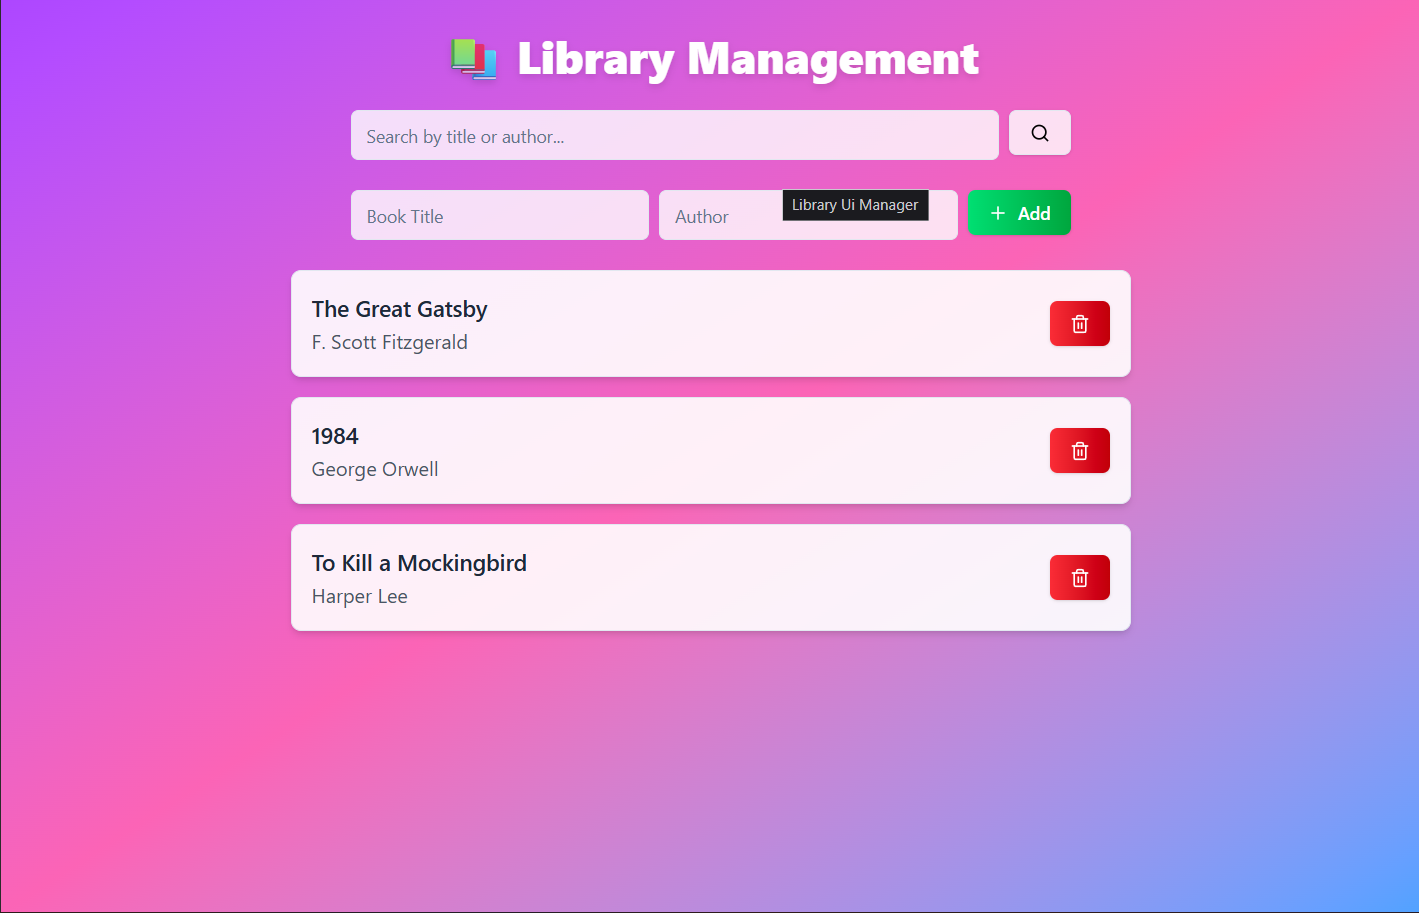 Library Management
Search by title or author...
Book Title
Author
Library Ui Manager
Add
The Great Gatsby
F. Scott Fitzgerald
1984
George Orwell
To Kill a Mockingbird
Harper Lee